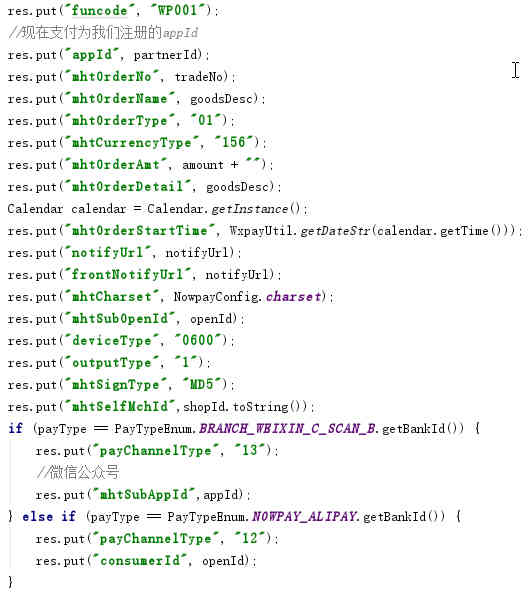 res.put("funcode", "WP001");
//现在支付为我们注册的appId
res.put("appId", partnerId);
res.put("mhtOrderNo", tradeNo);
res.put("mhtOrderName", goodsDesc);
res.put("mhtOrderType", "01");
res.put("mhtCurrencyType", "156");
res.put("mhtOrderAmt", amount + "");
res.put("mhtOrderDetail", goodsDesc);
Calendar calendar = Calendar.getInstance();
res.put("mhtOrderStartTime", WxpayUtil.getDateStr(calendar.getTime()));
res.put("notifyUrl", notifyUrl);
res.put("frontNotifyUrl", notifyUrl);
res.put("mhtCharset", NowpayConfig.charset);
res.put("mhtSubOpenId", openId);
res.put("deviceType", "0600");
res.put("outputType", "1");
res.put("mhtSignType", "MD5");
res.put("mhtSelfMchId",shopId.toString());
if (payType == PayTypeEnum.BRANCH_WBIXIN_C_SCAN_B.getBankId()) {
res.put("payChannelType", "13");
//微信公众号
res.put("mhtSubAppId",appId);
} else if (payType == PayTypeEnum.NOWPAY_ALIPAY.getBankId()) {
res.put("payChannelType", "12");
res.put("consumerId", openId);
}